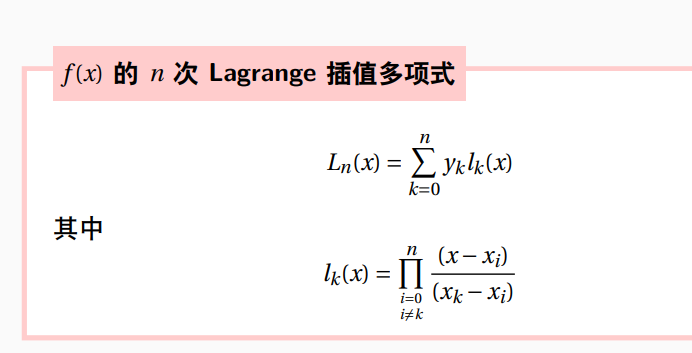 f(x) 的 n 次 Lagrange 插值多项式
L_n(x) = \sum_{k=0}^{n} y_k l_k(x)
其中
l_k(x) = \prod_{\substack{i=0 \\ i \neq k}}^{n} \frac{(x - x_i)}{(x_k - x_i)}